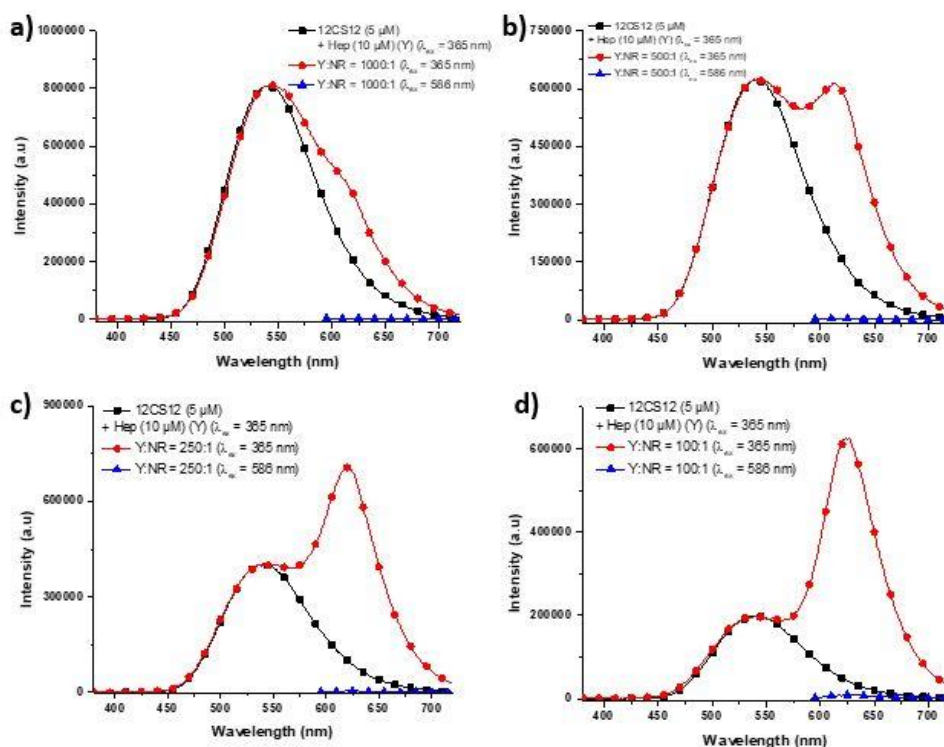 a)
1000000
800000
600000
400000
200000
0
Intensity (a.u)
12CS12 (5 µM)
+ Hep (10 µM) (Y) (λex = 365 nm)
Y:NR = 1000:1 (λex = 365 nm)
Y:NR = 1000:1 (λex = 586 nm)
400 450 500 550 600 650 700
Wavelength (nm)
b)
750000
600000
450000
300000
150000
0
Intensity (a.u)
12CS12 (5 µM)
+ Hep (10 µM) (Y) (λex = 365 nm)
Y:NR = 500:1 (λex = 365 nm)
Y:NR = 500:1 (λex = 586 nm)
400 450 500 550 600 650 700
Wavelength (nm)
c)
900000
600000
300000
0
Intensity (a.u)
12CS12 (5 µM)
+ Hep (10 µM) (Y) (λex = 365 nm)
Y:NR = 250:1 (λex = 365 nm)
Y:NR = 250:1 (λex = 586 nm)
400 450 500 550 600 650 700
Wavelength (nm)
d)
600000
400000
200000
0
Intensity (a.u)
12CS12 (5 µM)
+ Hep (10 µM) (Y) (λex = 365 nm)
Y:NR = 100:1 (λex = 365 nm)
Y:NR = 100:1 (λex = 586 nm)
400 450 500 550 600 650 700
Wavelength (nm)